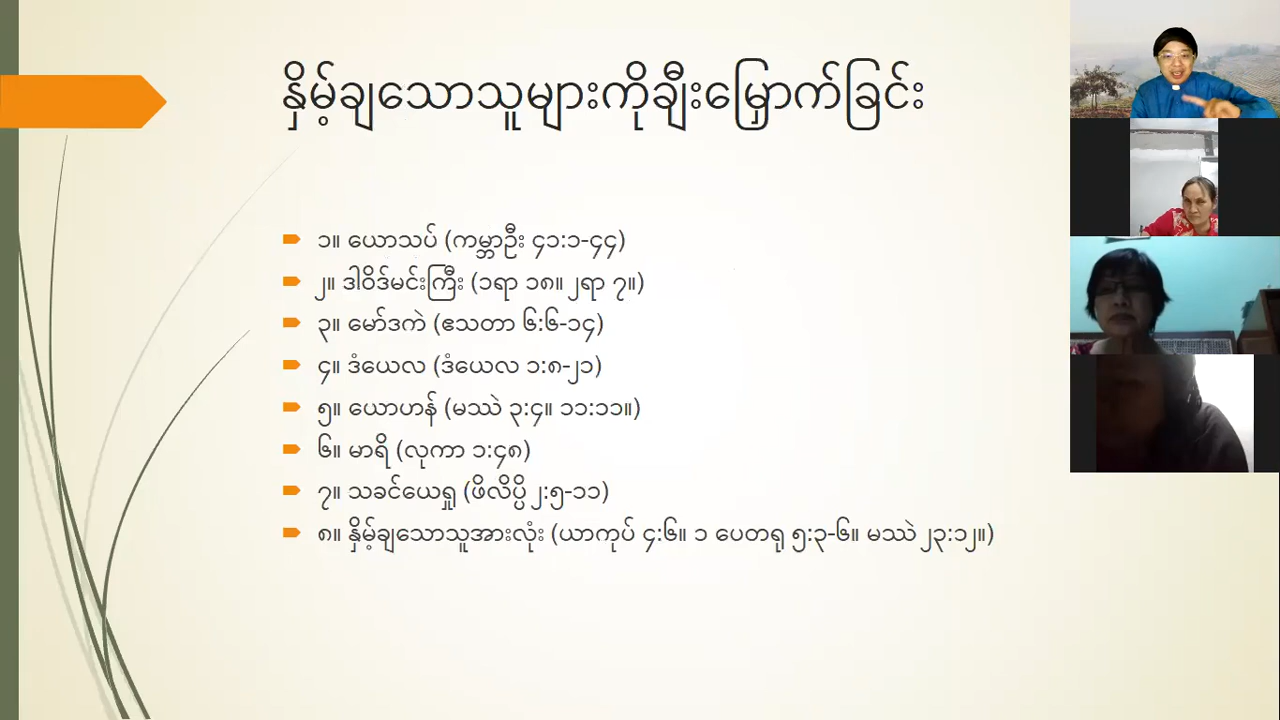 နှိမ့်ချသောသူများကိုချီးမြှောက်ခြင်း
၁။ ယောသပ် (ကမ္ဘာဦး ၄၁:၁-၄၄)
၂။ ဒါဝိဒ်မင်းကြီး (၁ရာ ၁၈။ ၂ရာ ၇။)
၃။ မော်ဒကဲ (ဧသတာ ၆:၆-၁၄)
၄။ ဒံယေလ (ဒံယေလ ၁:၈-၂၁)
၅။ ယောဟန် (မဿဲ ၃:၄။ ၁၁:၁၁။)
၆။ မာရိ (လုကာ ၁:၄၈)
၇။ သခင်ယေရှု (ဖိလိပ္ပိ ၂:၅-၁၁)
၈။ နှိမ့်ချသောသူအားလုံး (ယာကုပ် ၄:၆။ ၁ ပေတရု ၅:၃-၆။ မဿဲ ၂၃:၁၂။)